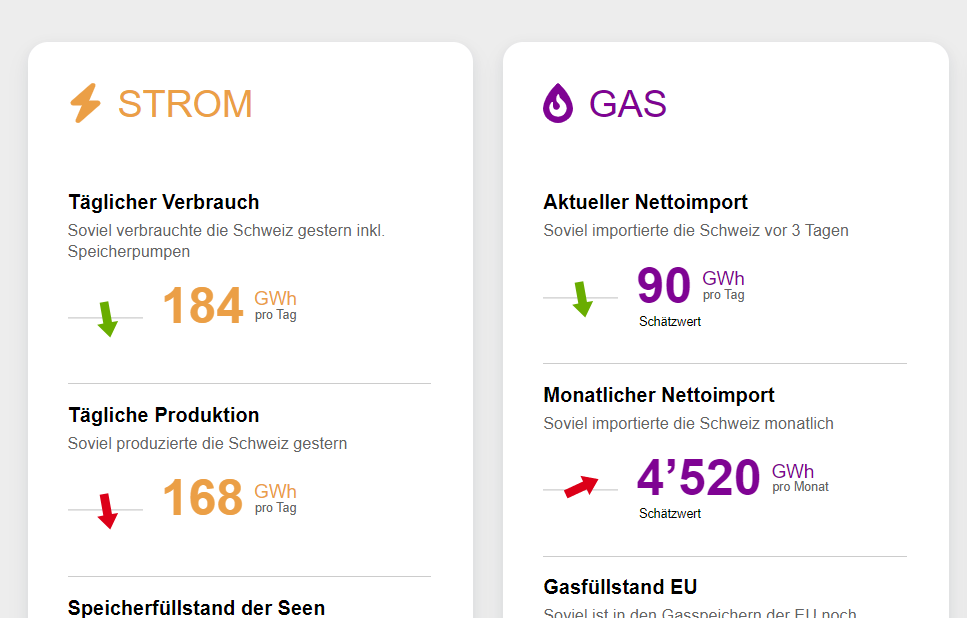 STROM
Täglicher Verbrauch
Soviel verbrauchte die Schweiz gestern inkl.
Speicherpumpen
184 GWh
pro Tag
Tägliche Produktion
Soviel produzierte die Schweiz gestern
168 GWh
pro Tag
Speicherfüllstand der Seen
GAS
Aktueller Nettoimport
Soviel importierte die Schweiz vor 3 Tagen
90 GWh
pro Tag
Schätzwert
Monatlicher Nettoimport
Soviel importierte die Schweiz monatlich
4’520 GWh
pro Monat
Schätzwert
Gasfüllstand EU
Soviel ist in den Gasspeichern der EU noch